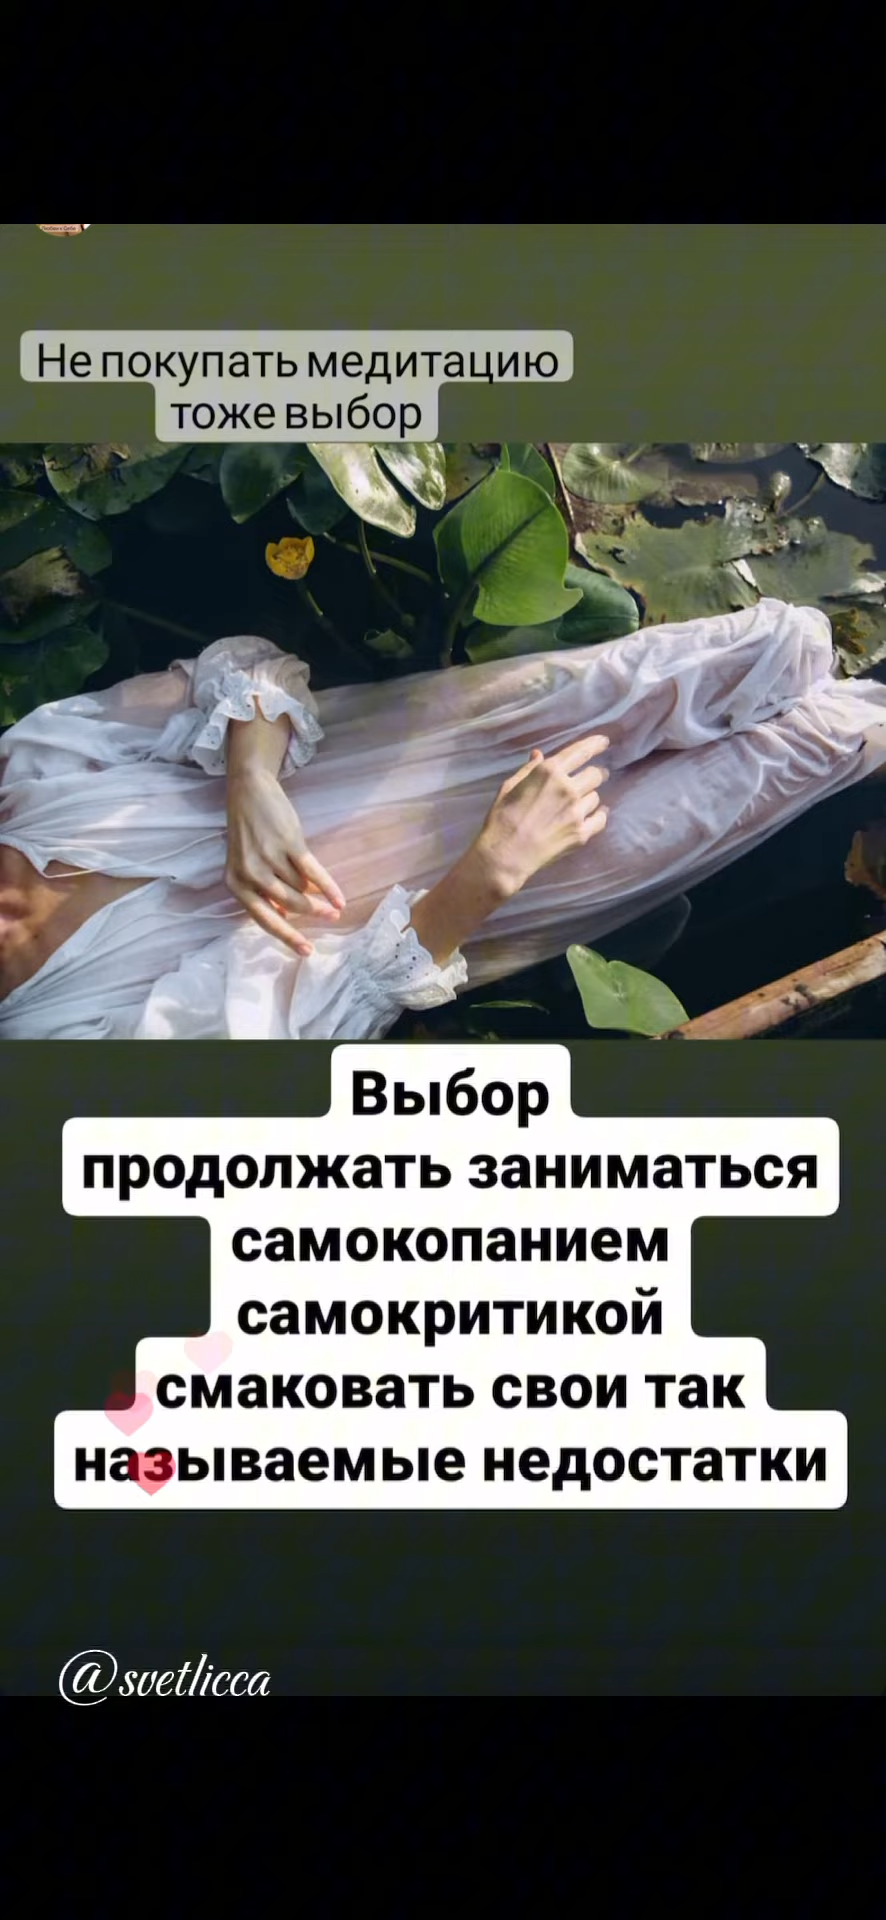 Не покупать медитацию
тоже выбор
Выбор
продолжать заниматься
самокопанием
самокритикой
смаковать свои так
называемые недостатки
@svetlicca